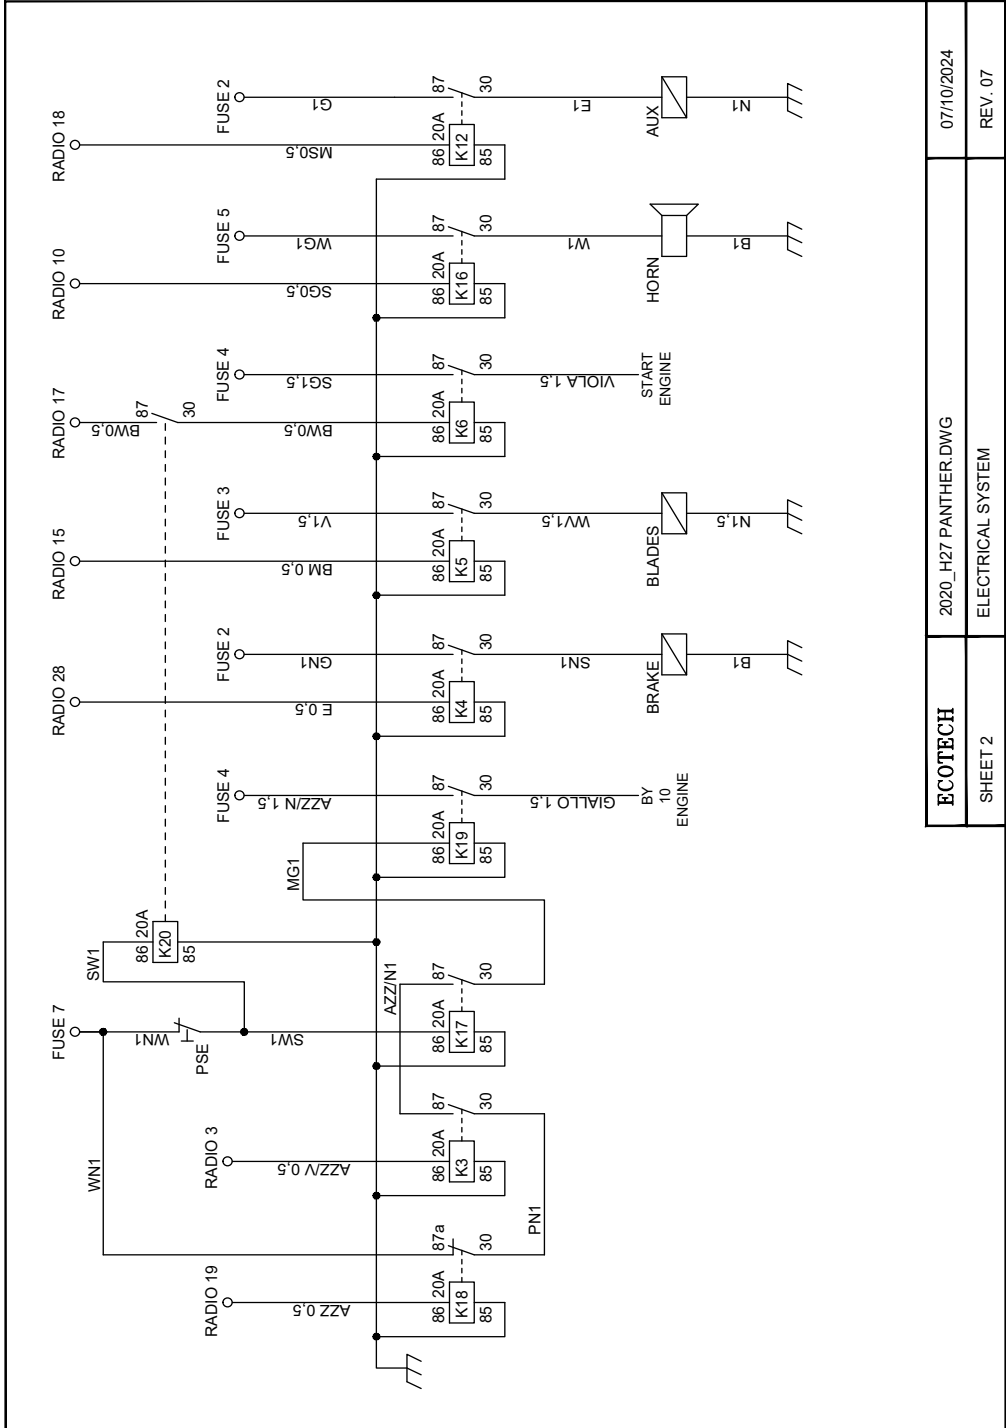 RADIO 19
AZZ 0,5
86 20A
K18
85
87a
30
WN1
PN1
RADIO 3
AZZ/V 0,5
86 20A
K3
85
87
30
FUSE 7
WN1
PSE
SW1
SW1
86 20A
K17
85
87
30
AZZ/N1
86 20A
K20
85
MG1
FUSE 4
AZZ/N 1,5
86 20A
K19
85
87
30
GIALLO 1,5
BY
10
ENGINE
RADIO 28
E 0,5
FUSE 2
GN1
86 20A
K4
85
87
30
SN1
BRAKE
B1
RADIO 15
BM 0,5
FUSE 3
V1,5
86 20A
K5
85
87
30
WV1,5
BLADES
N1,5
RADIO 17
BW0,5
87
30
BW0,5
FUSE 4
SG1,5
86 20A
K6
85
87
30
VIOLA 1,5
START
ENGINE
RADIO 10
SG0,5
FUSE 5
WG1
86 20A
K16
85
87
30
W1
HORN
B1
RADIO 18
MS0,5
FUSE 2
G1
86 20A
K12
85
87
30
E1
AUX
N1
ECOTECH
2020_H27 PANTHER.DWG
07/10/2024
SHEET 2
ELECTRICAL SYSTEM
REV. 07